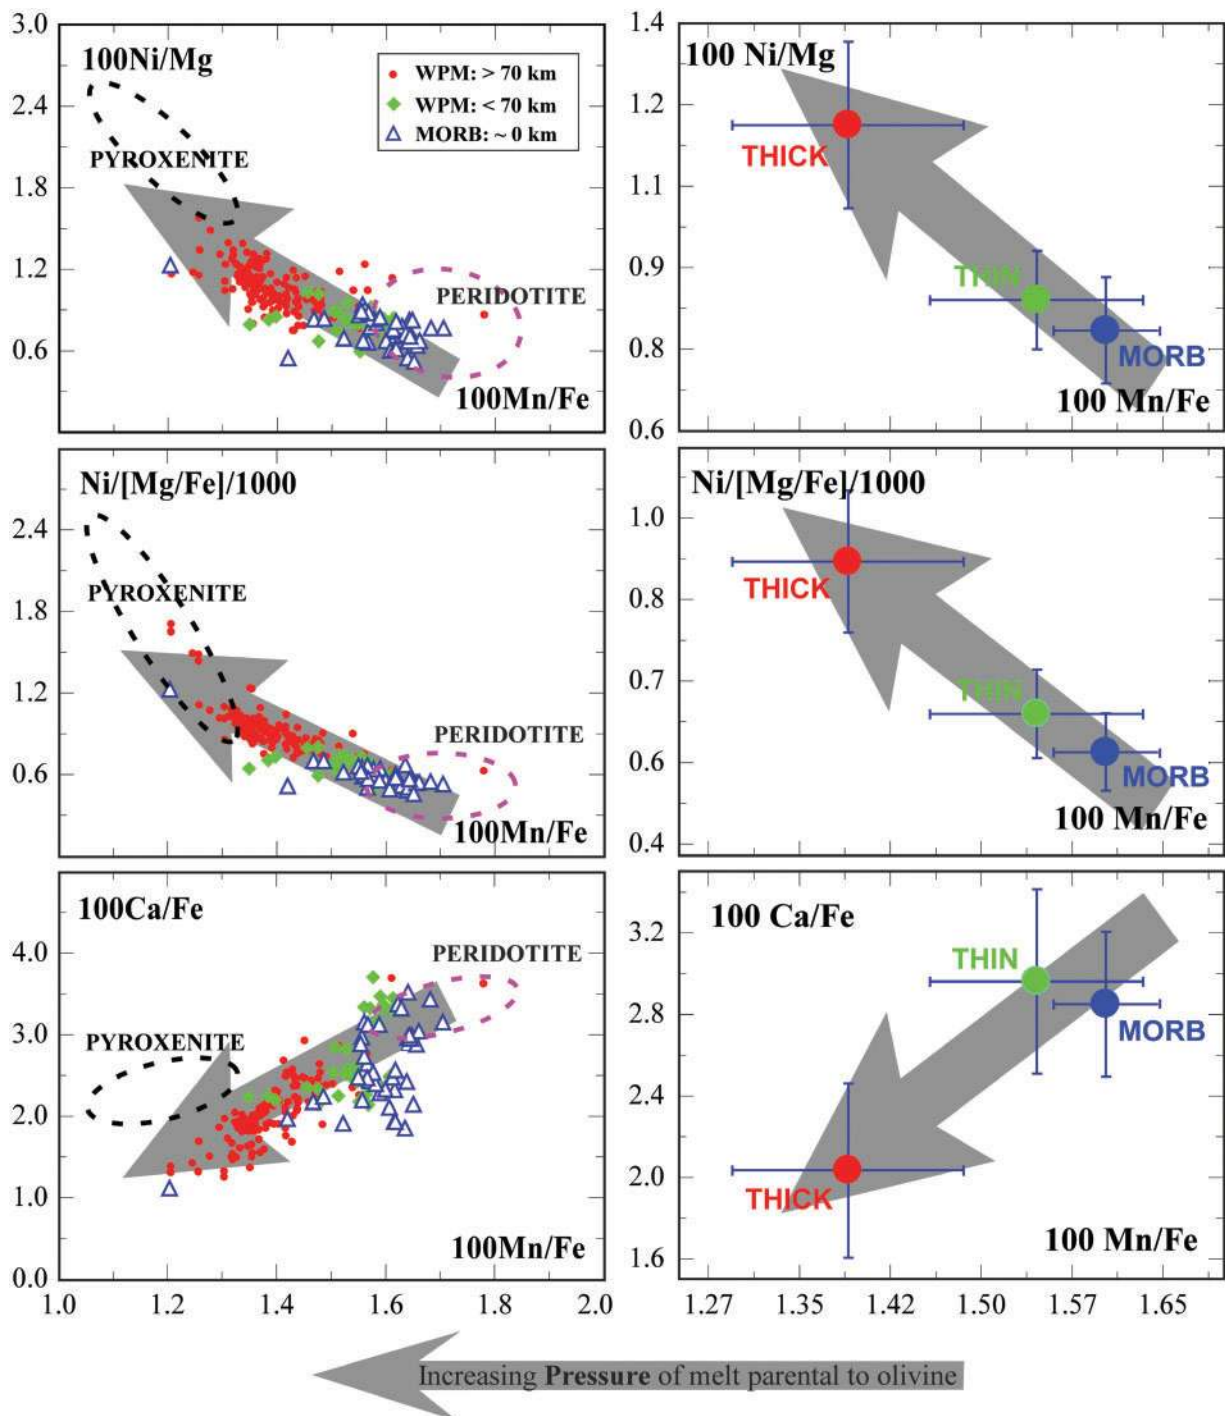 3.0
100Ni/Mg
WPM: > 70 km
WPM: < 70 km
MORB: ~ 0 km
2.4
PYROXENITE
1.8
1.2
PERIDOTITE
0.6
100Mn/Fe
1.4
100 Ni/Mg
1.2
THICK
1.1
0.9
THIN
0.8
MORB
100 Mn/Fe
0.6
Ni/[Mg/Fe]/1000
2.4
PYROXENITE
1.8
1.2
PERIDOTITE
0.6
100Mn/Fe
Ni/[Mg/Fe]/1000
1.0
THICK
0.8
0.7
THIN
0.6
MORB
100 Mn/Fe
0.4
5.0
100Ca/Fe
4.0
PERIDOTITE
3.0
PYROXENITE
2.0
1.0
100Mn/Fe
0.0
1.0 1.2 1.4 1.6 1.8 2.0
100 Ca/Fe
3.2
THIN
2.8
MORB
2.4
2.0
THICK
100 Mn/Fe
1.6
1.27 1.35 1.42 1.50 1.57 1.65
Increasing Pressure of melt parental to olivine